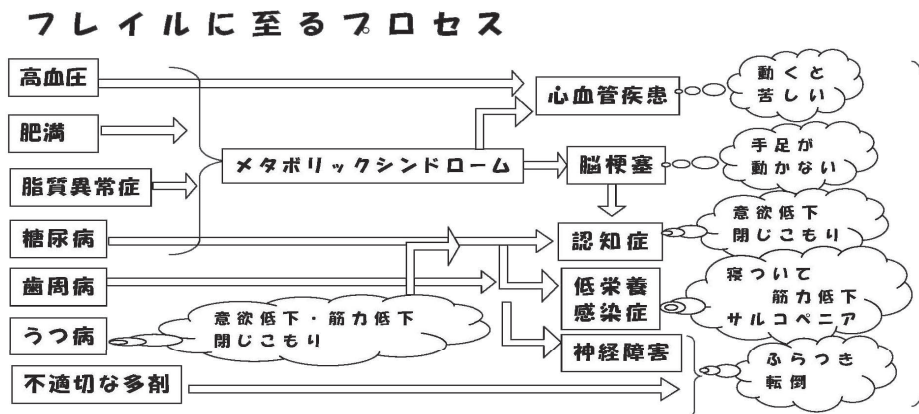 フレイルに至るプロセス
高血圧
肥満
脂質異常症
糖尿病
歯周病
うつ病
不適切な多剤
メタボリックシンドローム
意欲低下・筋力低下
閉じこもり
心血管疾患
脳梗塞
認知症
低栄養
感染症
神経障害
動くと
苦しい
手足が
動かない
意欲低下
閉じこもり
寝ついて
筋力低下
サルコペニア
ふらつき
転倒